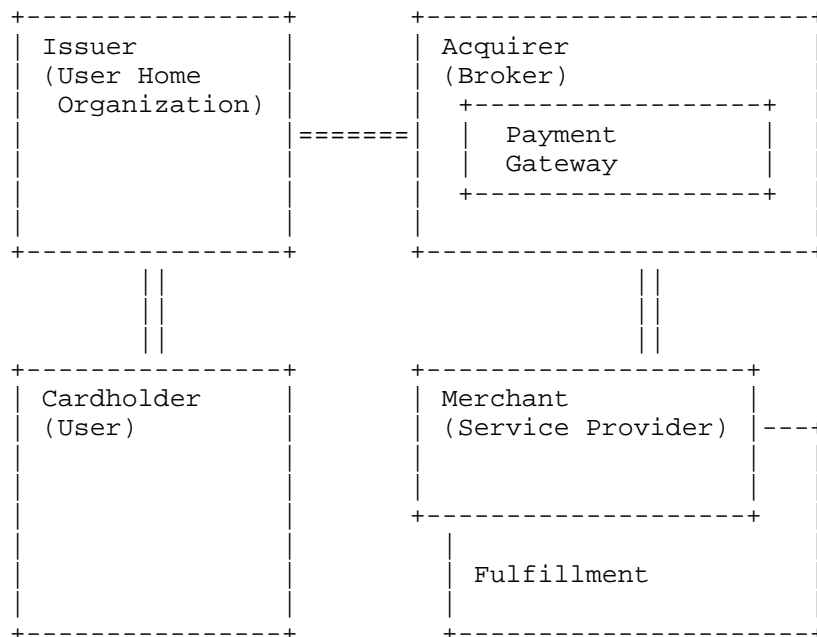 Issuer
(User Home
Organization)
Acquirer
(Broker)
Payment
Gateway
Cardholder
(User)
Merchant
(Service Provider)
Fulfillment